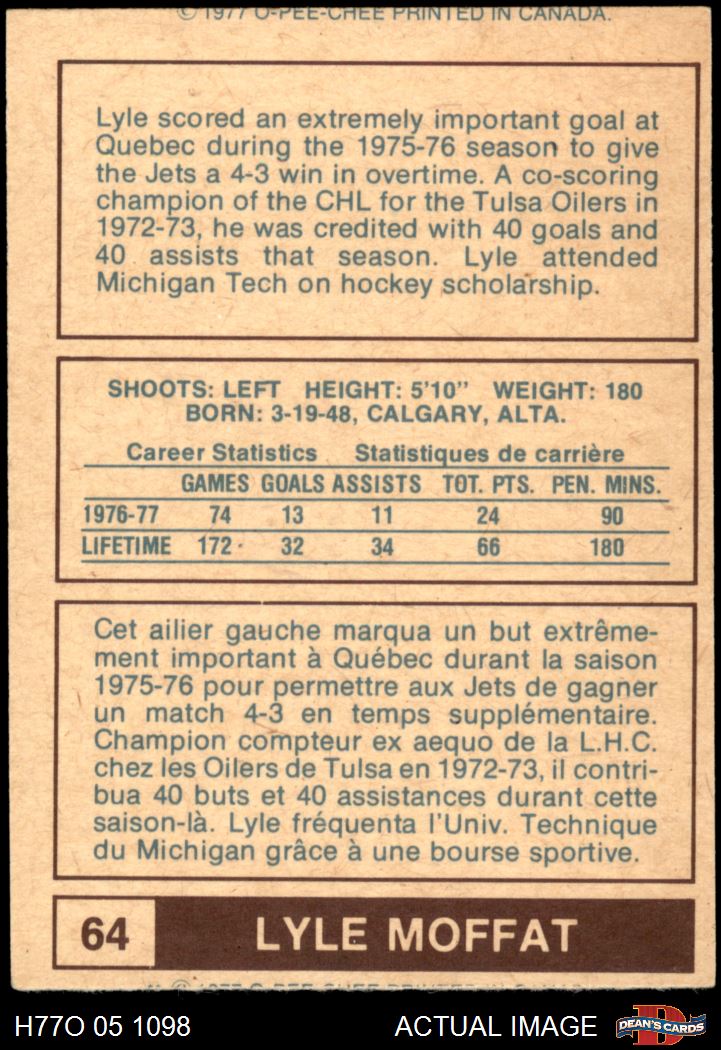 © 1977 O-PEE-CHEE PRINTED IN CANADA.
Lyle scored an extremely important goal at
Quebec during the 1975-76 season to give
the Jets a 4-3 win in overtime. A co-scoring
champion of the CHL for the Tulsa Oilers in
1972-73, he was credited with 40 goals and
40 assists that season. Lyle attended
Michigan Tech on hockey scholarship.
SHOOTS: LEFT HEIGHT: 5'10" WEIGHT: 180
BORN: 3-19-48, CALGARY, ALTA.
Career Statistics Statistiques de carrière
GAMES GOALS ASSISTS TOT. PTS. PEN. MINS.
1976-77 74 13 11 24 90
LIFETIME 172 32 34 66 180
Cet ailier gauche marqua un but extrême-
ment important à Québec durant la saison
1975-76 pour permettre aux Jets de gagner
un match 4-3 en temps supplémentaire.
Champion compteur ex aequo de la L.H.C.
chez les Oilers de Tulsa en 1972-73, il contri-
bua 40 buts et 40 assistances durant cette
saison-là. Lyle fréquenta l'Univ. Technique
du Michigan grâce à une bourse sportive.
64 LYLE MOFFAT
© 1977 O-PEE-CHEE
H77O 05 1098 ACTUAL IMAGE D DEAN'S CARDS